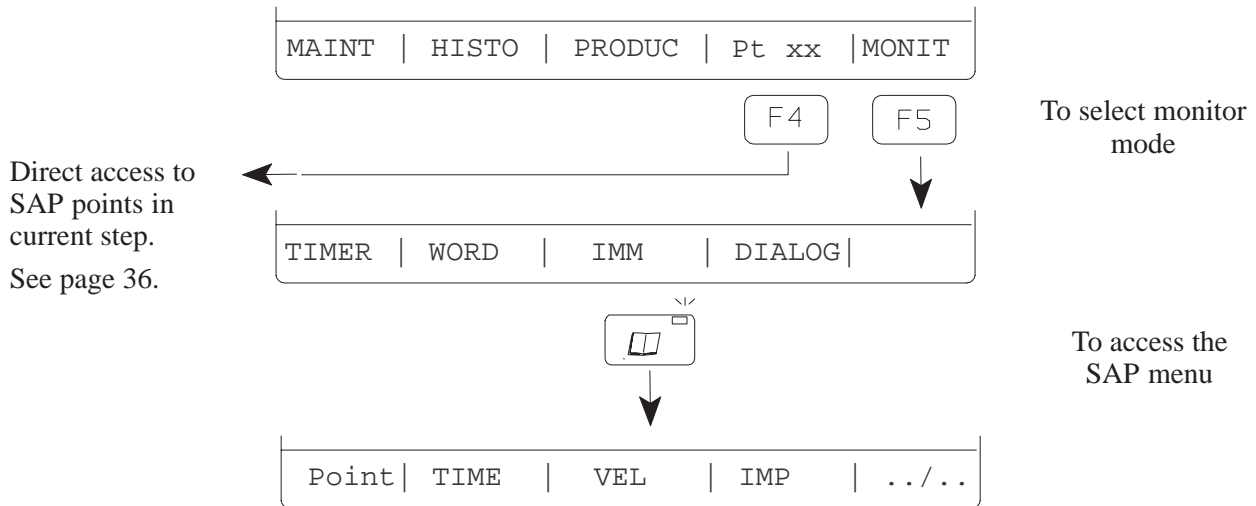 MAINT | HISTO | PRODUC | Pt xx |MONIT
F4 F5
To select monitor
mode
Direct access to
SAP points in
current step.
See page 36.
TIMER | WORD | IMM | DIALOG|
To access the
SAP menu
Point| TIME | VEL | IMP | ../..